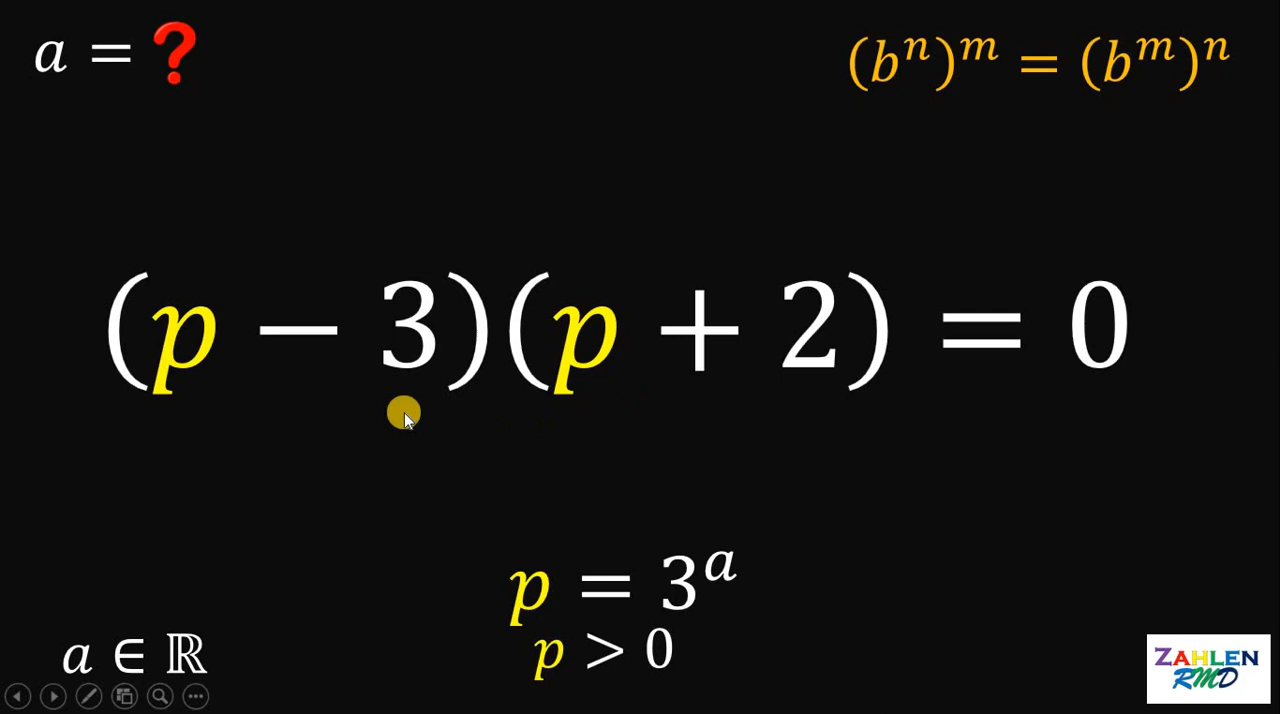 a = ❓
(bⁿ)ᵐ = (bᵐ)ⁿ
(p − 3)(p + 2) = 0
p = 3ᵃ
p > 0
a ∈ ℝ
ZAHLEN
RMD